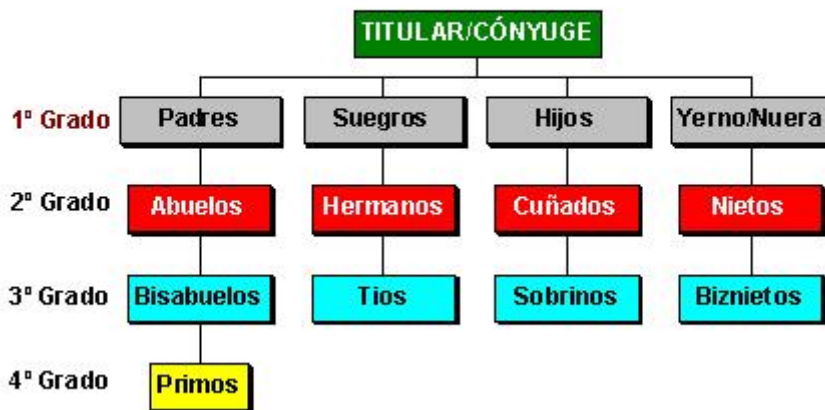 TITULAR/CÓNYUGE
1º Grado Padres Suegros Hijos Yerno/Nuera
2º Grado Abuelos Hermanos Cuñados Nietos
3º Grado Bisabuelos Tios Sobrinos Biznietos
4º Grado Primos